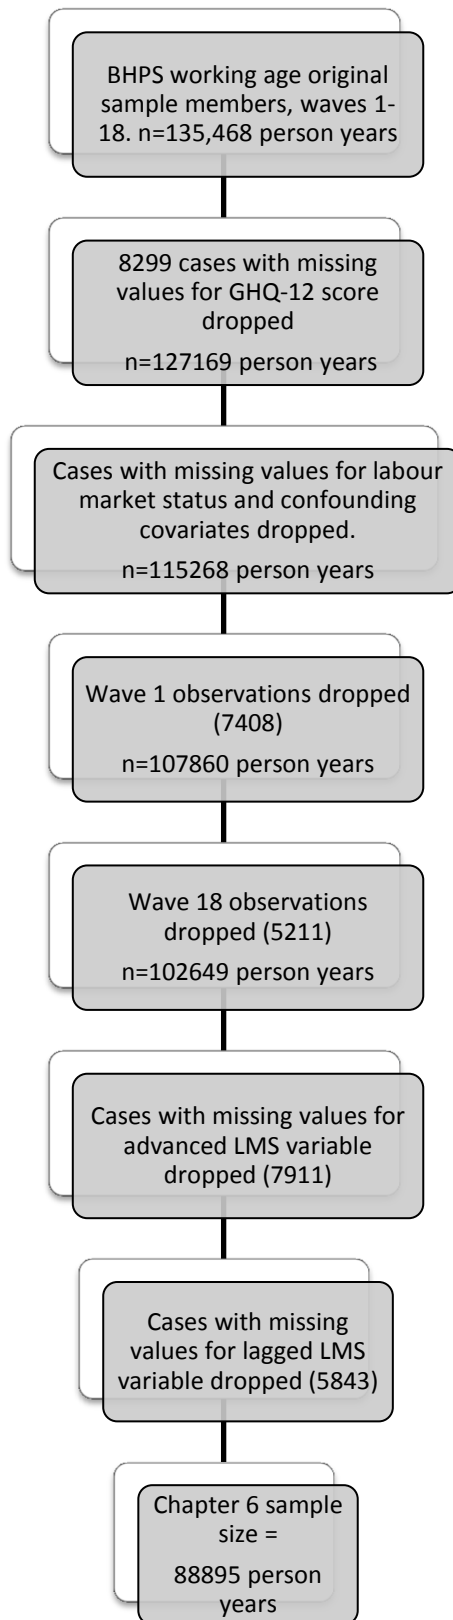 BHPS working age original
sample members, waves 1-
18. n=135,468 person years
8299 cases with missing
values for GHQ-12 score
dropped
n=127169 person years
Cases with missing values for labour
market status and confounding
covariates dropped.
n=115268 person years
Wave 1 observations dropped
(7408)
n=107860 person years
Wave 18 observations
dropped (5211)
n=102649 person years
Cases with missing values for
advanced LMS variable
dropped (7911)
Cases with missing
values for lagged LMS
variable dropped (5843)
Chapter 6 sample
size =
88895 person
years